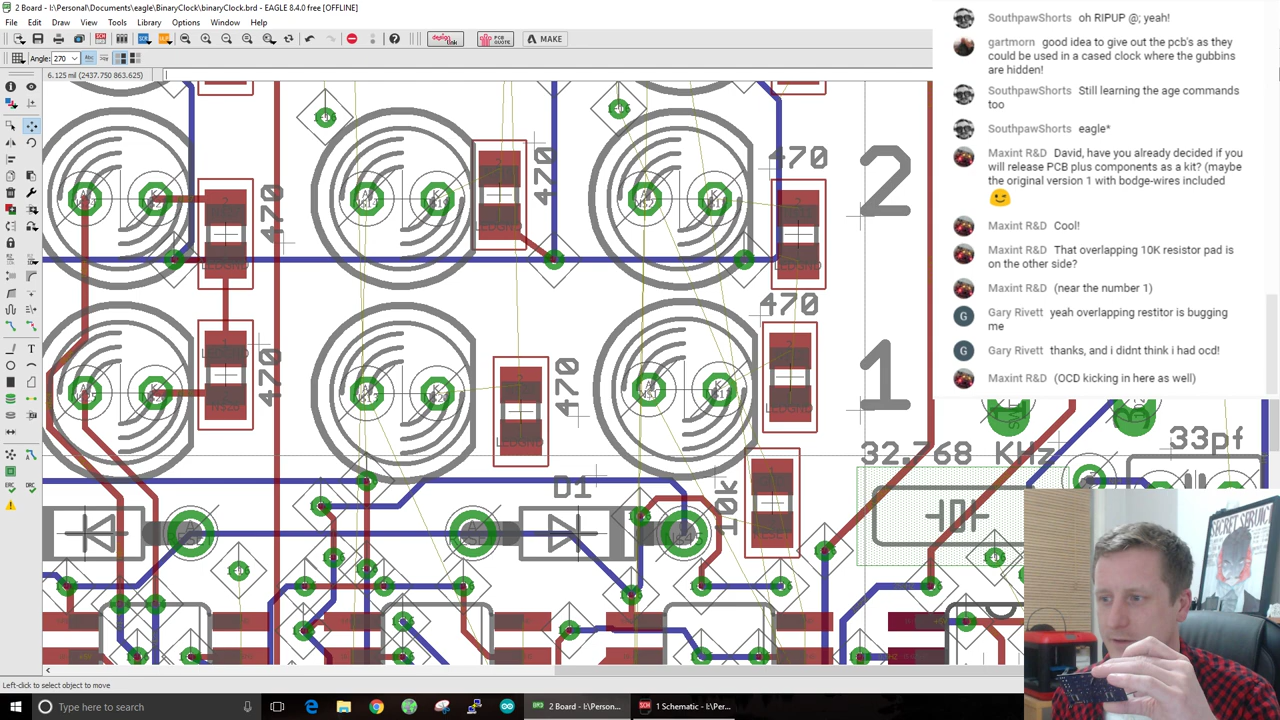 2 Board - I:\Personal\Documents\eagle\BinaryClock\binaryClock.brd - EAGLE 8.4.0 free [OFFLINE]
File Edit Draw View Tools Library Options Window Help
design link PCB QUOTE MAKE
Angle: 270
6.125 mil (2437.750 863.625)
SouthpawShorts oh RIPUP @; yeah!
gartmorn good idea to give out the pcb's as they
could be used in a cased clock where the gubbins
are hidden!
SouthpawShorts Still learning the age commands
too
SouthpawShorts eagle*
Maxint R&D David, have you already decided if you
will release PCB plus components as a kit? (maybe
the original version 1 with bodge-wires included
Maxint R&D Cool!
Maxint R&D That overlapping 10K resistor pad is
on the other side?
Maxint R&D (near the number 1)
Gary Rivett yeah overlapping restitor is bugging
me
Gary Rivett thanks, and i didnt think i had ocd!
Maxint R&D (OCD kicking in here as well)
470
470
470
2
470
470
470
1
32.768 KHz
33pf
10k
D1
SECRET SERVICE
Left-click to select object to move
Type here to search
2 Board - I:\Person...
1 Schematic - I:\Per...